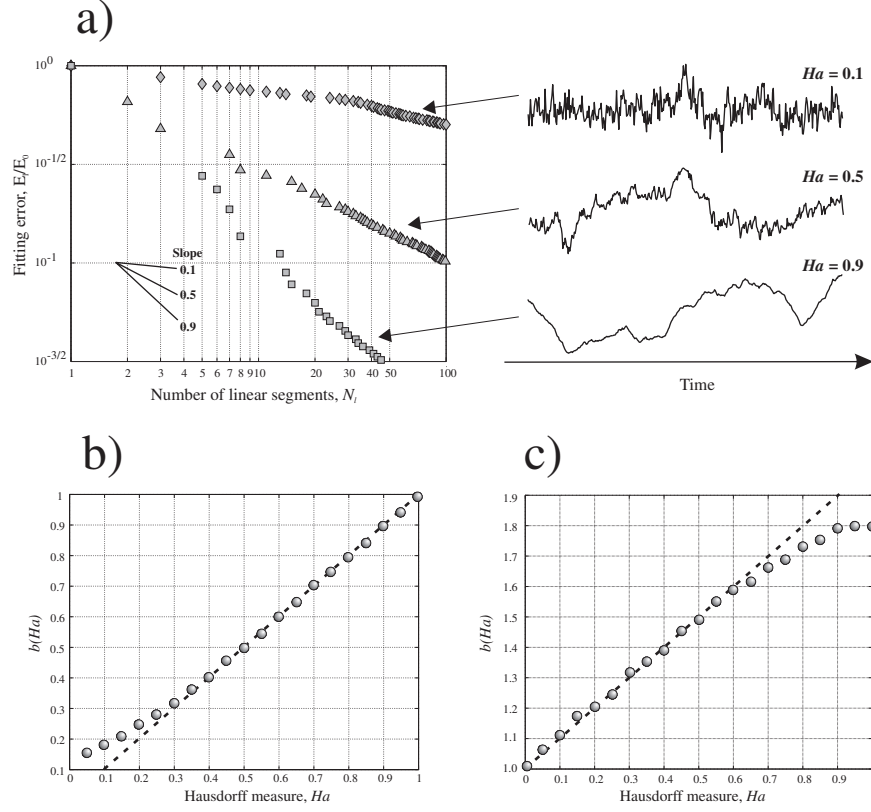 a)
Fitting error, E_i/E_0
10^0
10^-1/2
10^-1
10^-3/2
Slope
0.1
0.5
0.9
1 2 3 4 5 6 7 8 9 10 20 30 40 50 100
Number of linear segments, N_l
Ha = 0.1
Ha = 0.5
Ha = 0.9
Time
b)
b(Ha)
1
0.9
0.8
0.7
0.6
0.5
0.4
0.3
0.2
0.1
0 0.1 0.2 0.3 0.4 0.5 0.6 0.7 0.8 0.9 1
Hausdorff measure, Ha
c)
b(Ha)
1.9
1.8
1.7
1.6
1.5
1.4
1.3
1.2
1.1
1.0
0 0.1 0.2 0.3 0.4 0.5 0.6 0.7 0.8 0.9
Hausdorff measure, Ha